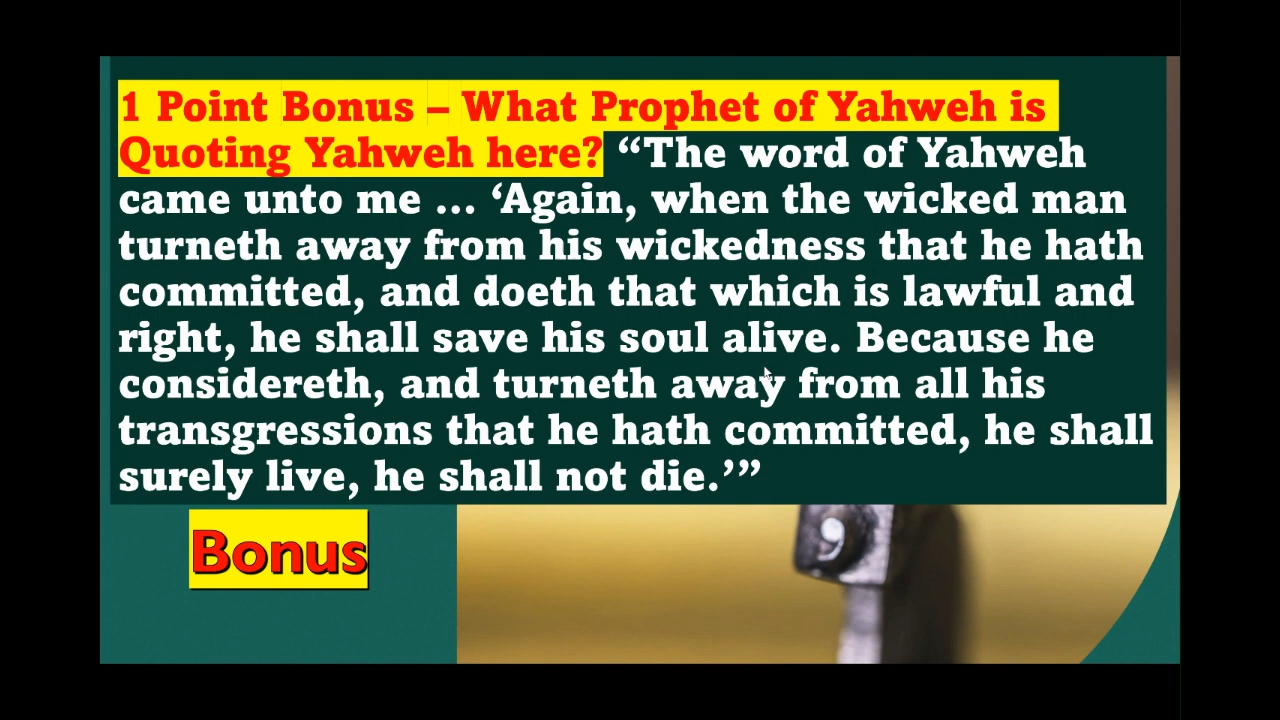 1 Point Bonus – What Prophet of Yahweh is
Quoting Yahweh here? “The word of Yahweh
came unto me ... ‘Again, when the wicked man
turneth away from his wickedness that he hath
committed, and doeth that which is lawful and
right, he shall save his soul alive. Because he
considereth, and turneth away from all his
transgressions that he hath committed, he shall
surely live, he shall not die.’”
Bonus